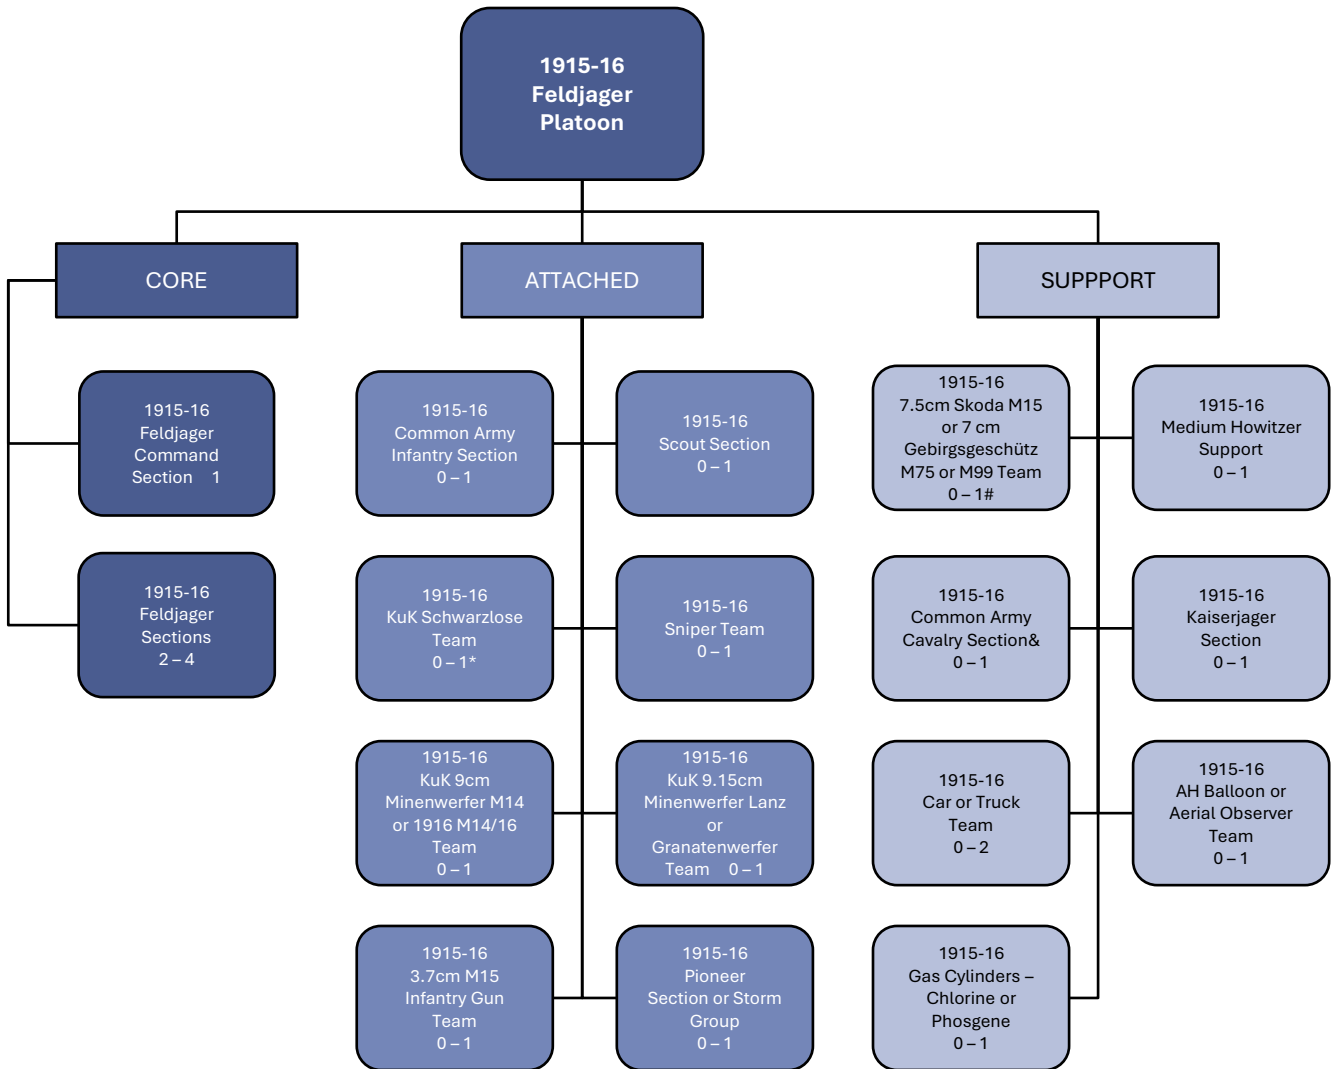 1915-16
Feldjager
Platoon
CORE
ATTACHED
SUPPPORT
1915-16
Feldjager
Command
Section 1
1915-16
Feldjager
Sections
2 – 4
1915-16
Common Army
Infantry Section
0 – 1
1915-16
Scout Section
0 – 1
1915-16
KuK Schwarzlose
Team
0 – 1*
1915-16
Sniper Team
0 – 1
1915-16
KuK 9cm
Minenwerfer M14
or 1916 M14/16
Team
0 – 1
1915-16
KuK 9.15cm
Minenwerfer Lanz
or
Granatenwerfer
Team 0 – 1
1915-16
3.7cm M15
Infantry Gun
Team
0 – 1
1915-16
Pioneer
Section or Storm
Group
0 – 1
1915-16
7.5cm Skoda M15
or 7 cm
Gebirgsgeschütz
M75 or M99 Team
0 – 1#
1915-16
Medium Howitzer
Support
0 – 1
1915-16
Common Army
Cavalry Section&
0 – 1
1915-16
Kaiserjager
Section
0 – 1
1915-16
Car or Truck
Team
0 – 2
1915-16
AH Balloon or
Aerial Observer
Team
0 – 1
1915-16
Gas Cylinders –
Chlorine or
Phosgene
0 – 1